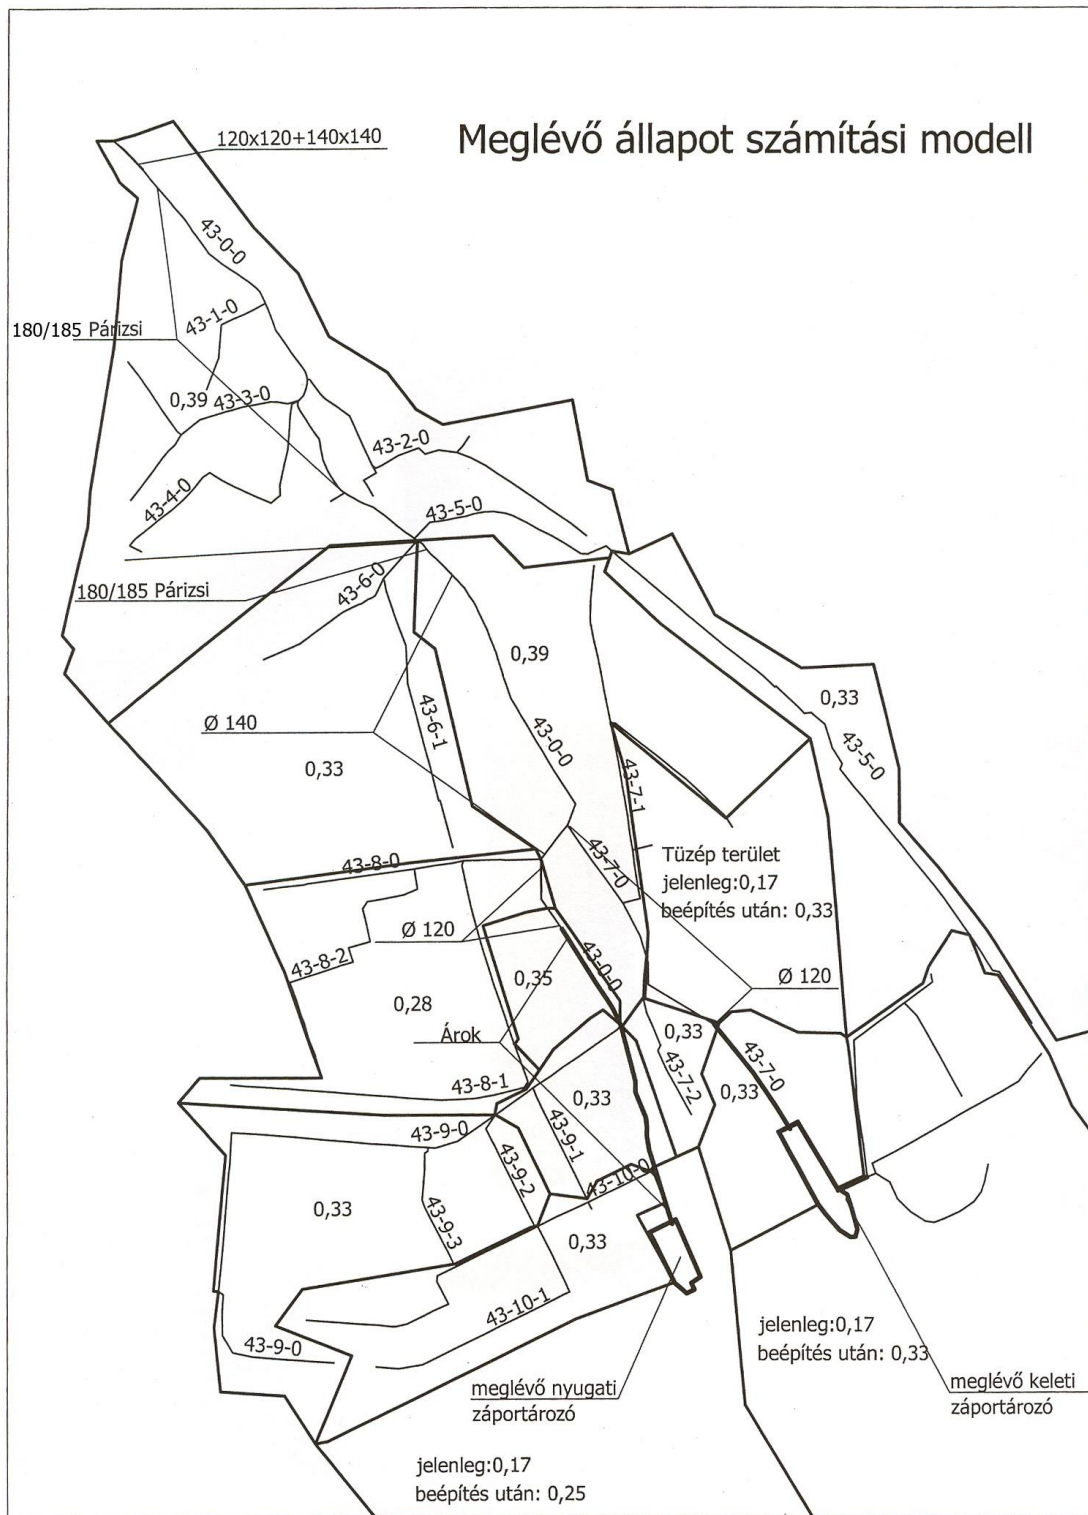 Meglévő állapot számítási modell
120x120+140x140
43-0-0
43-1-0
180/185 Párizsi
0,39
43-3-0
43-2-0
43-4-0
43-5-0
43-6-0
180/185 Párizsi
0,39
0,33
43-6-1
Ø 140
43-0-0
43-5-0
0,33
43-7-1
Tüzép terület
jelenleg:0,17
beépítés után: 0,33
43-7-0
43-8-0
Ø 120
43-8-2
43-0-0
0,35
Ø 120
0,28
Árok
0,33
43-7-0
43-7-2
0,33
43-8-1
0,33
43-9-0
43-9-1
43-9-2
43-10-0
0,33
43-9-3
0,33
43-10-1
43-9-0
jelenleg:0,17
beépítés után: 0,33
meglévő nyugati
záportározó
meglévő keleti
záportározó
jelenleg:0,17
beépítés után: 0,25